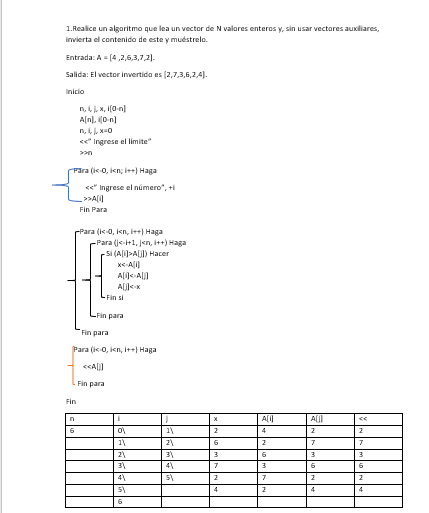 1.Realice un algoritmo que lea un vector de N valores enteros y, sin usar vectores auxiliares,
invierta el contenido de este y muéstrelo.
Entrada: A = [4 ,2,6,3,7,2].
Salida: El vector invertido es [2,7,3,6,2,4].
Inicio
n, i, j, x, i[0-n]
A[n], i[0-n]
n, i, j, x=0
<<" Ingrese el límite"
>>n
Para (i<-0, i<n; i++) Haga
<<" Ingrese el número", +i
>>A[i]
Fin Para
Para (i<-0, i<n, i++) Haga
Para (j<-i+1, j<n, i++) Haga
Si (A[i]>A[j]) Hacer
x<-A[i]
A[i]<-A[j]
A[j]<-x
Fin si
Fin para
Fin para
Para (i<-0, i<n, i++) Haga
<<A[j]
Fin para
Fin
n i j x A[i] A[j] <<
6 0\ 1\ 2 4 2 2
1\ 2\ 6 2 7 7
2\ 3\ 3 6 3 3
3\ 4\ 7 3 6 6
4\ 5\ 2 7 2 2
5\ 4 2 4 4
6